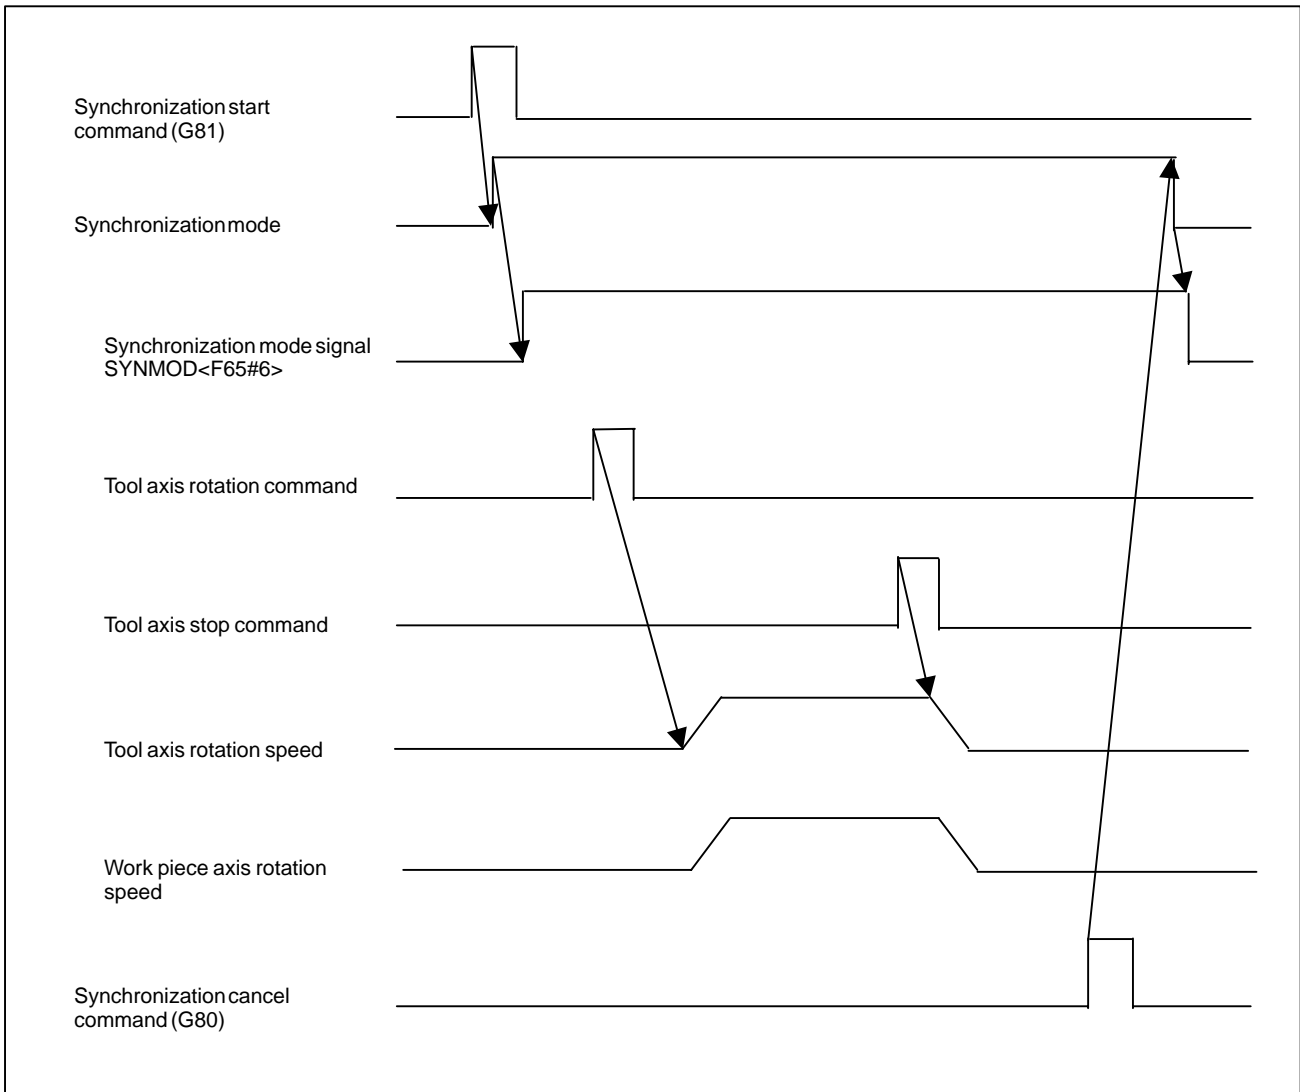 Synchronization start
command (G81)
Synchronization mode
Synchronization mode signal
SYNMOD<F65#6>
Tool axis rotation command
Tool axis stop command
Tool axis rotation speed
Work piece axis rotation
speed
Synchronization cancel
command (G80)